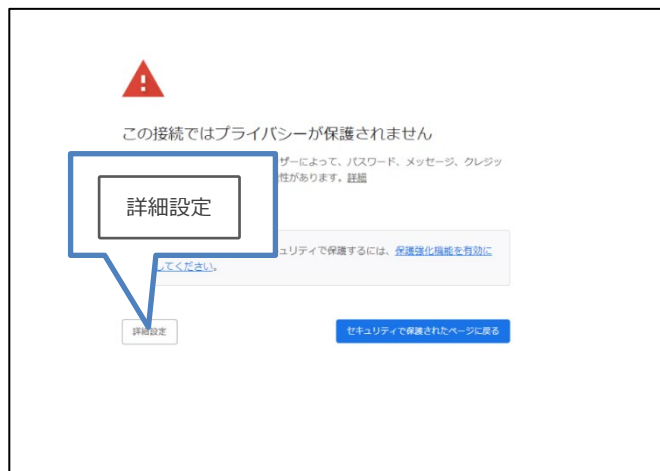 この接続ではプライバシーが保護されません
ザーによって、パスワード、メッセージ、クレジッ
性があります。詳細
詳細設定
ュリティで保護するには、保護強化機能を有効に
してください。
詳細設定
セキュリティで保護されたページに戻る